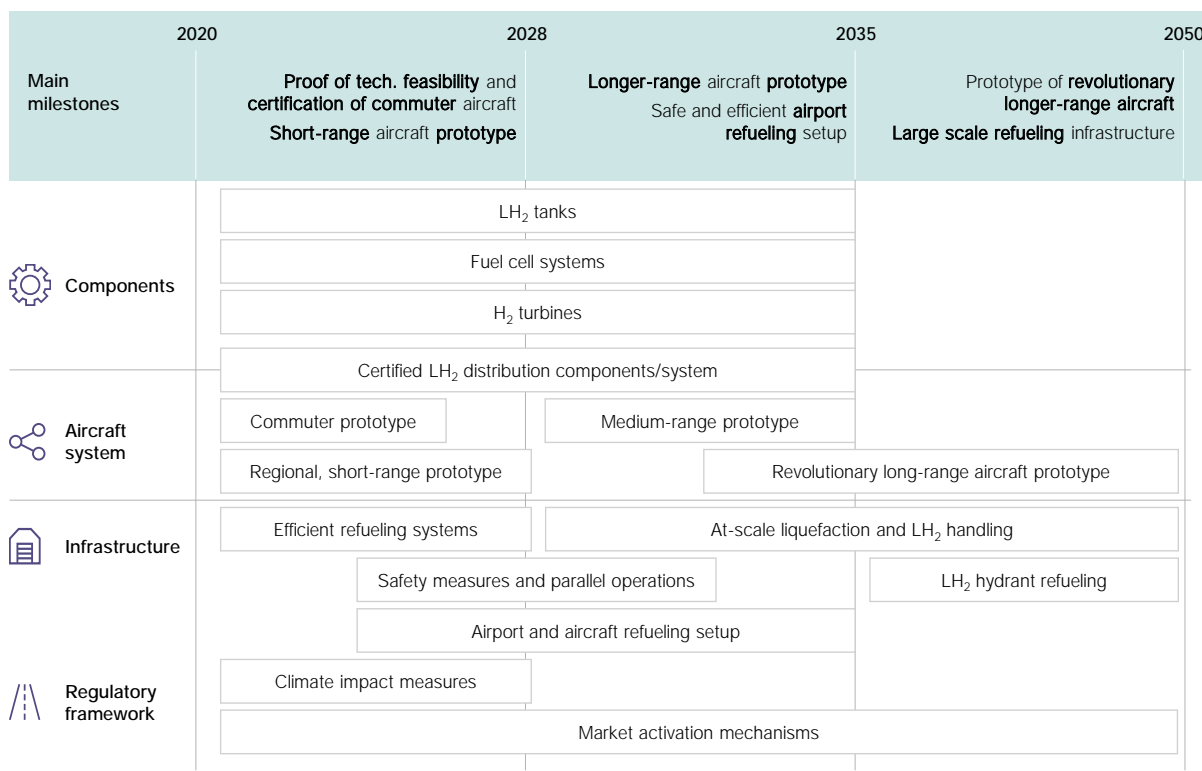 2020 2028 2035 2050
Main
milestones
Proof of tech. feasibility and
certification of commuter aircraft
Short-range aircraft prototype
Longer-range aircraft prototype
Safe and efficient airport
refueling setup
Prototype of revolutionary
longer-range aircraft
Large scale refueling infrastructure
Components
LH₂ tanks
Fuel cell systems
H₂ turbines
Certified LH₂ distribution components/system
Aircraft
system
Commuter prototype
Medium-range prototype
Regional, short-range prototype
Revolutionary long-range aircraft prototype
Infrastructure
Efficient refueling systems
At-scale liquefaction and LH₂ handling
Safety measures and parallel operations
LH₂ hydrant refueling
Airport and aircraft refueling setup
Regulatory
framework
Climate impact measures
Market activation mechanisms